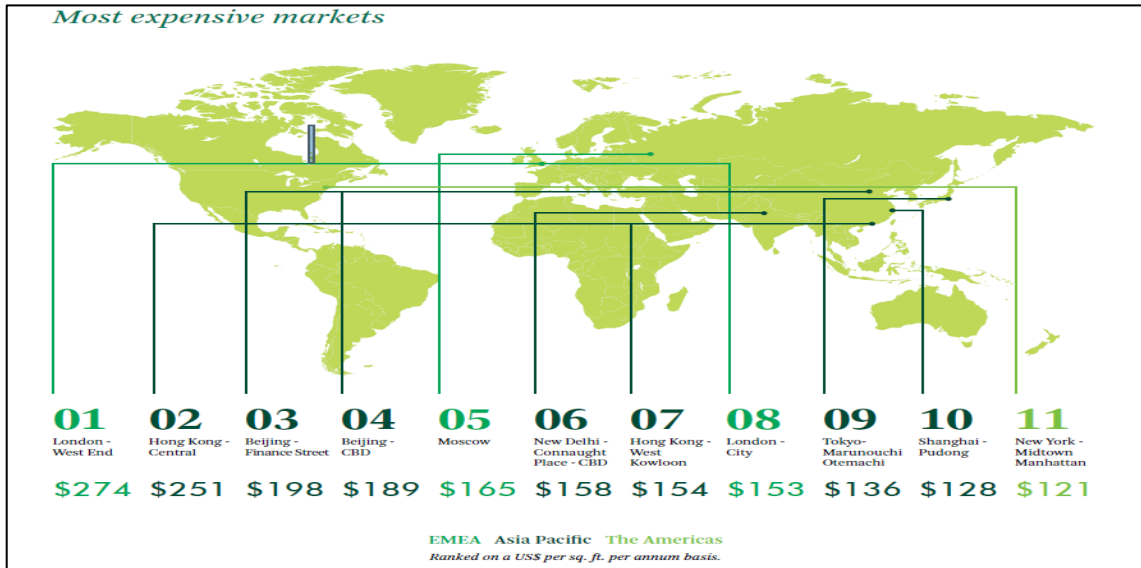 Most expensive markets
01 02 03 04 05 06 07 08 09 10 11
London -
West End
Hong Kong -
Central
Beijing -
Finance Street
Beijing -
CBD
Moscow
New Delhi -
Connaught
Place - CBD
Hong Kong -
West
Kowloon
London -
City
Tokyo-
Marunouchi
Otemachi
Shanghai -
Pudong
New York -
Midtown
Manhattan
$274 $251 $198 $189 $165 $158 $154 $153 $136 $128 $121
EMEA Asia Pacific The Americas
Ranked on a US$ per sq. ft. per annum basis.